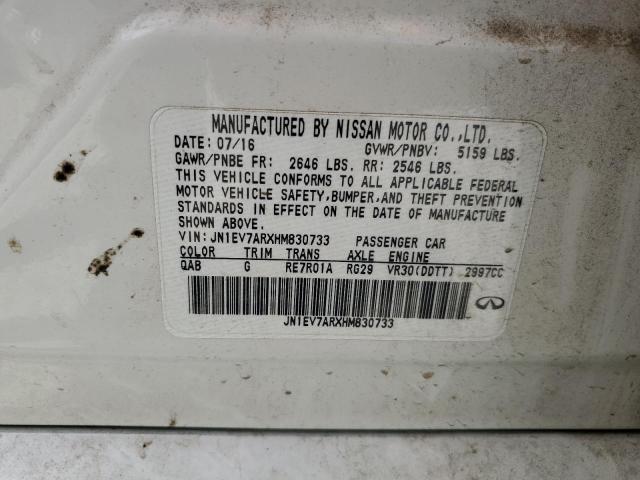 MANUFACTURED BY NISSAN MOTOR CO.,LTD.
DATE: 07/16 GVWR/PNBV: 5159 LBS.
GAWR/PNBE FR: 2646 LBS. RR: 2546 LBS.
THIS VEHICLE CONFORMS TO ALL APPLICABLE FEDERAL
MOTOR VEHICLE SAFETY,BUMPER,AND THEFT PREVENTION
STANDARDS IN EFFECT ON THE DATE OF MANUFACTURE
SHOWN ABOVE.
VIN:JN1EV7ARXHM830733 PASSENGER CAR
COLOR TRIM TRANS AXLE ENGINE
QAB G RE7R01A RG29 VR30(DDTT) 2997CC
JN1EV7ARXHM830733